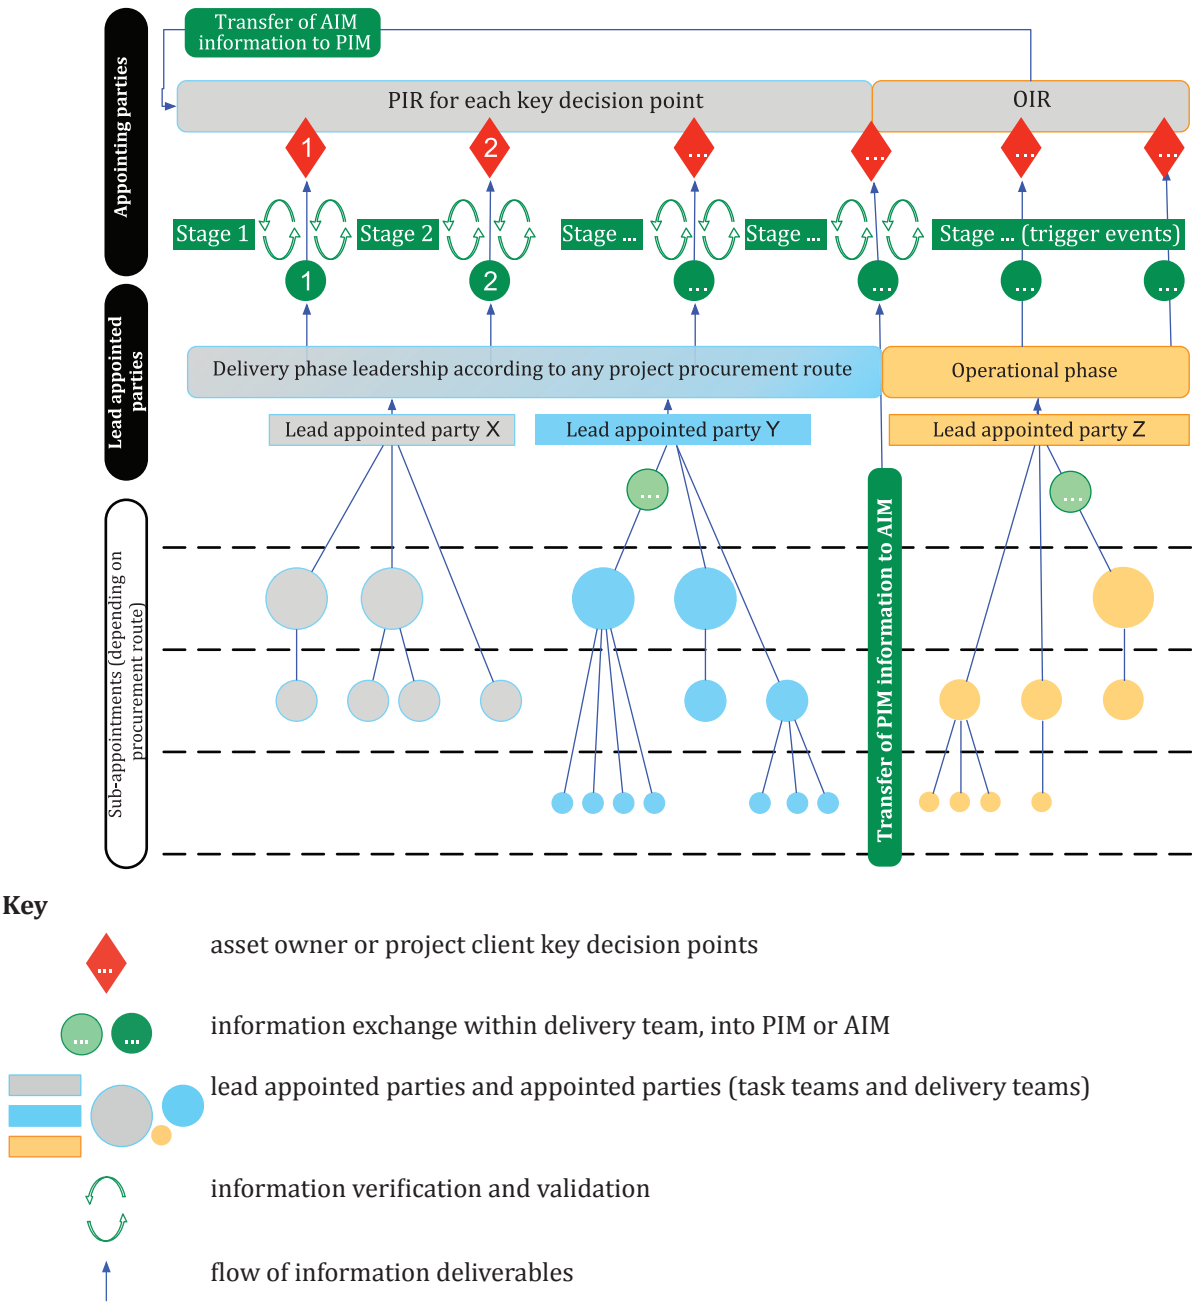 Transfer of AIM
information to PIM
Appointing parties
PIR for each key decision point
OIR
1
2
...
...
...
...
Stage 1
Stage 2
Stage ...
Stage ...
Stage ... (trigger events)
1
2
...
...
...
...
Lead appointed
parties
Delivery phase leadership according to any project procurement route
Operational phase
Lead appointed party X
Lead appointed party Y
Lead appointed party Z
...
...
Sub-appointments (depending on
procurement route)
Transfer of PIM information to AIM
Key
...
asset owner or project client key decision points
...
...
information exchange within delivery team, into PIM or AIM
lead appointed parties and appointed parties (task teams and delivery teams)
information verification and validation
flow of information deliverables